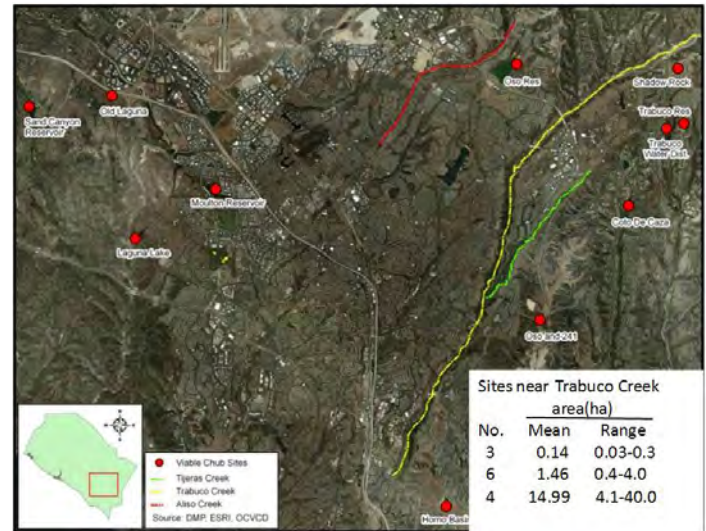 Oso Res
Shadow Rock
Old Laguna
Sand Canyon
Reservoir
Trabuco Res
Trabuco
Water Dist.
Moulton Reservoir
Coto De Caza
Laguna Lake
Oso and 241
Horno Basin
Viable Chub Sites
Tijeras Creek
Trabuco Creek
Aliso Creek
Source: DMP, ESRI, OCVCD
Sites near Trabuco Creek
area(ha)
No. Mean Range
3 0.14 0.03-0.3
6 1.46 0.4-4.0
4 14.99 4.1-40.0